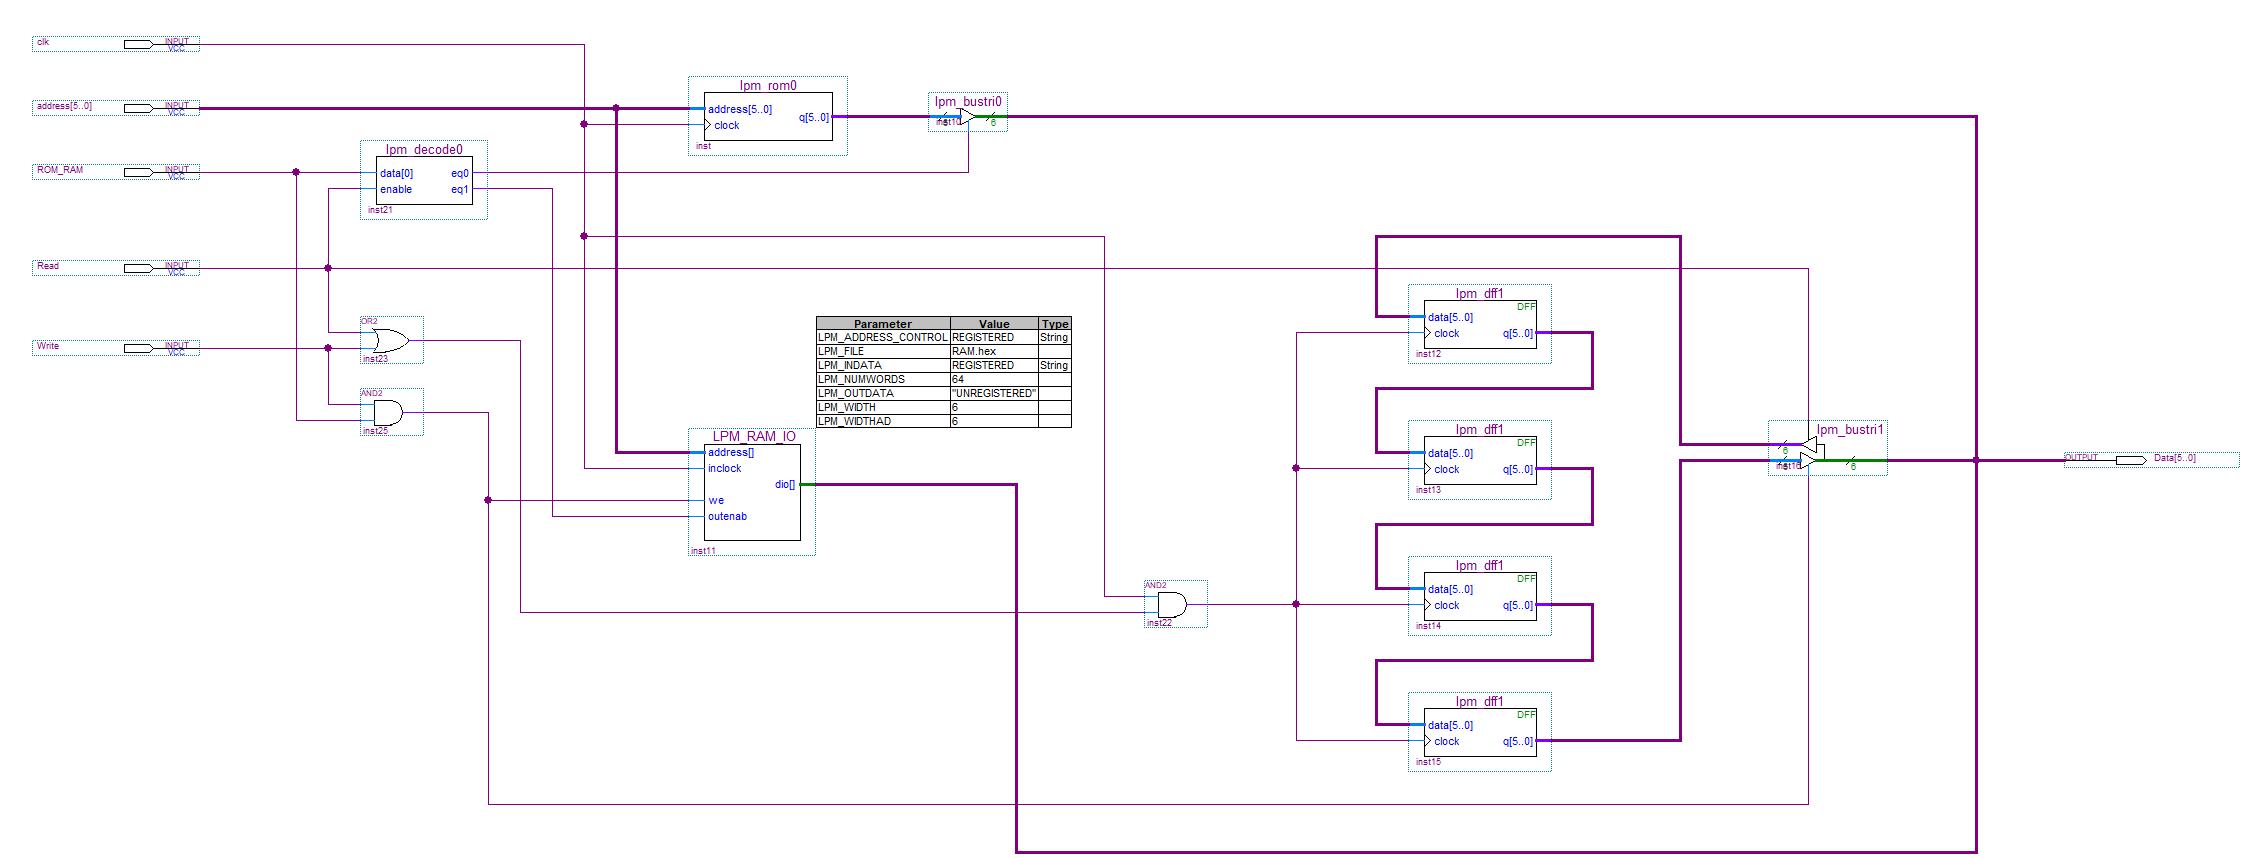 clk
INPUT
VCC
address[5..0]
INPUT
VCC
ROM_RAM
INPUT
VCC
Read
INPUT
VCC
Write
INPUT
VCC
lpm_decode0
data[0]
eq0
enable
eq1
inst21
OR2
inst23
AND2
inst25
lpm_rom0
address[5..0]
q[5..0]
clock
inst
lpm_bustri0
6
inst10
6
Parameter Value Type
LPM_ADDRESS_CONTROL REGISTERED String
LPM_FILE RAM.hex
LPM_INDATA REGISTERED String
LPM_NUMWORDS 64
LPM_OUTDATA "UNREGISTERED"
LPM_WIDTH 6
LPM_WIDTHAD 6
LPM_RAM_IO
address[]
inclock
dio[]
we
outenab
inst11
AND2
inst22
lpm_dff1
DFF
data[5..0]
clock q[5..0]
inst12
lpm_dff1
DFF
data[5..0]
clock q[5..0]
inst13
lpm_dff1
DFF
data[5..0]
clock q[5..0]
inst14
lpm_dff1
DFF
data[5..0]
clock q[5..0]
inst15
lpm_bustri1
6
6
OUTPUT
Data[5..0]